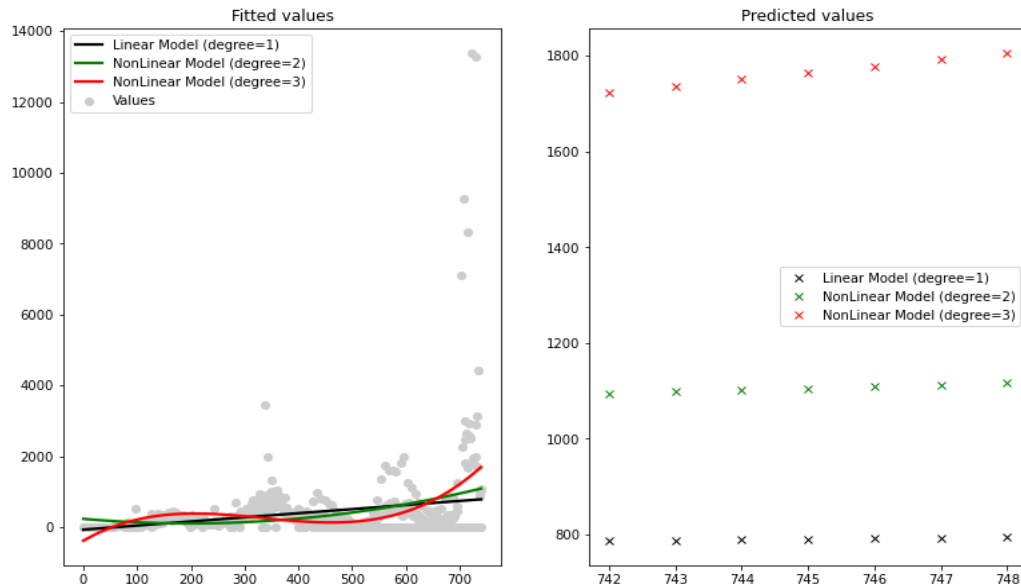 Fitted values
14000
12000
10000
8000
6000
4000
2000
0
Linear Model (degree=1)
NonLinear Model (degree=2)
NonLinear Model (degree=3)
Values
0 100 200 300 400 500 600 700
Predicted values
1800
1600
1400
1200
1000
800
Linear Model (degree=1)
NonLinear Model (degree=2)
NonLinear Model (degree=3)
742 743 744 745 746 747 748